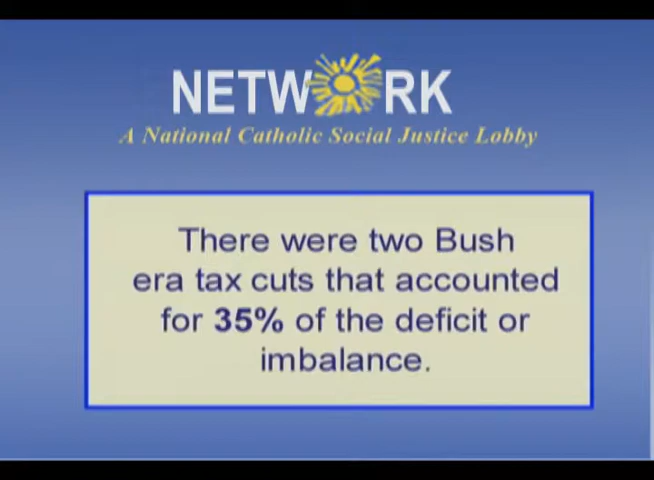 NETWORK
A National Catholic Social Justice Lobby
There were two Bush
era tax cuts that accounted
for 35% of the deficit or
imbalance.